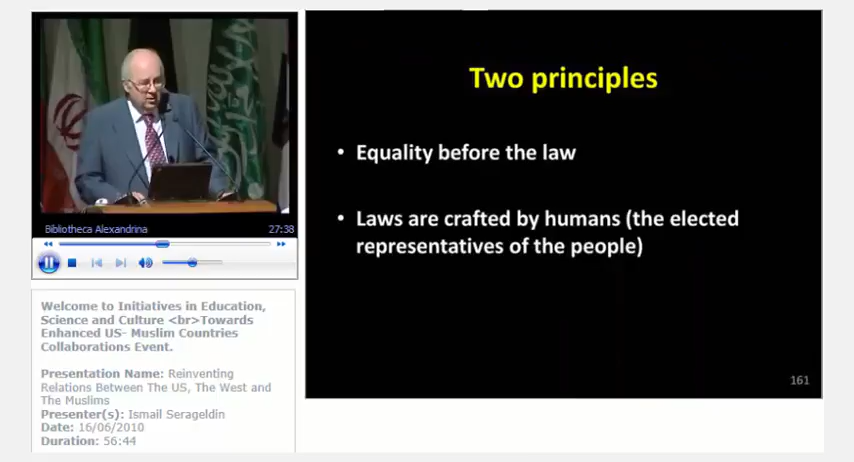 Bibliotheca Alexandrina 27:38
Welcome to Initiatives in Education,
Science and Culture <br>Towards
Enhanced US- Muslim Countries
Collaborations Event.
Presentation Name: Reinventing
Relations Between The US, The West and
The Muslims
Presenter(s): Ismail Serageldin
Date: 16/06/2010
Duration: 56:44
Two principles
• Equality before the law
• Laws are crafted by humans (the elected
representatives of the people)
161